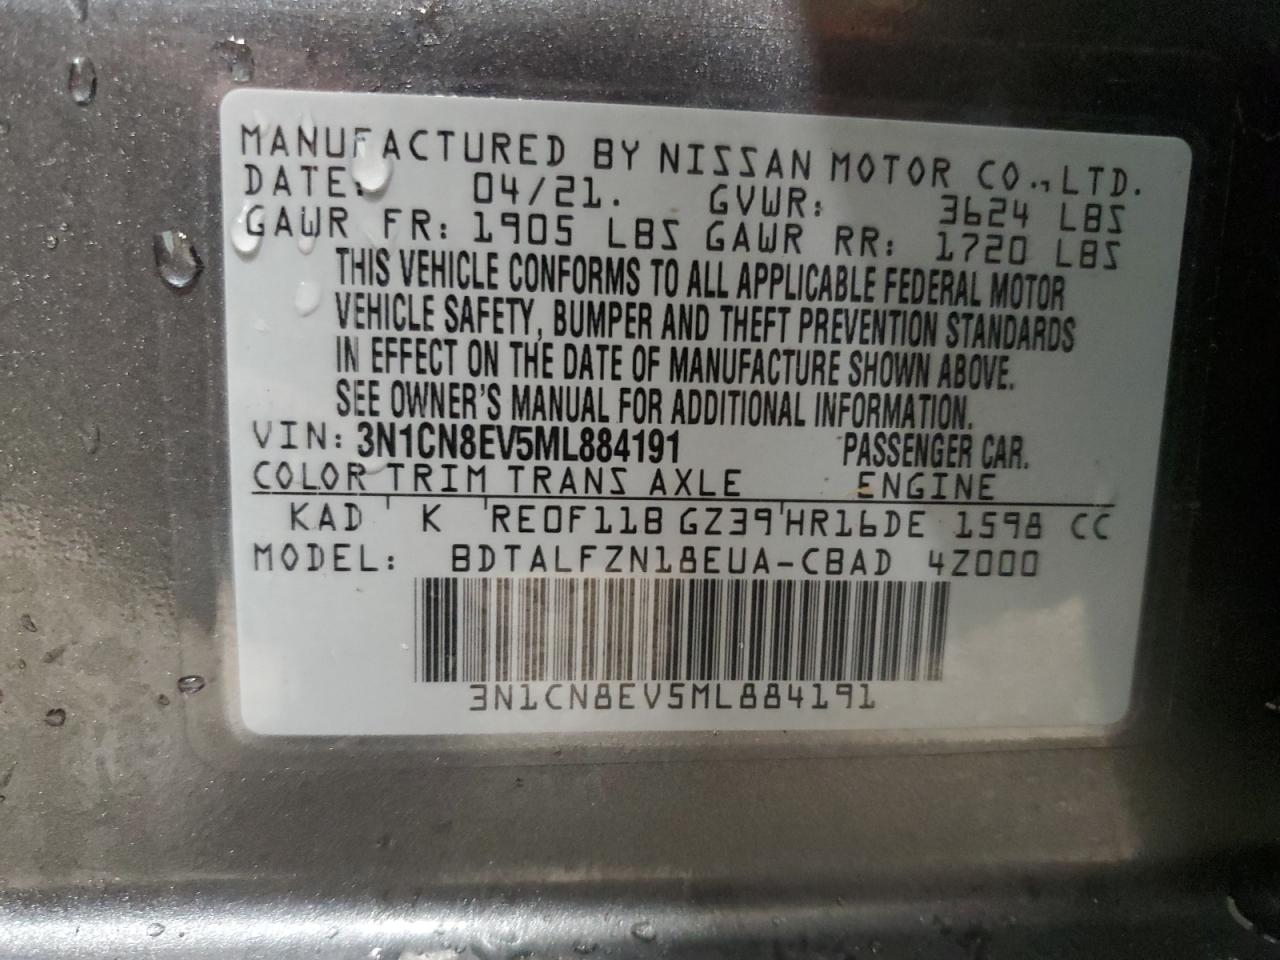 MANUFACTURED BY NISSAN MOTOR CO.,LTD.
DATE: 04/21. GVWR: 3624 LBS
GAWR FR: 1905 LBS GAWR RR: 1720 LBS
THIS VEHICLE CONFORMS TO ALL APPLICABLE FEDERAL MOTOR
VEHICLE SAFETY, BUMPER AND THEFT PREVENTION STANDARDS
IN EFFECT ON THE DATE OF MANUFACTURE SHOWN ABOVE.
SEE OWNER'S MANUAL FOR ADDITIONAL INFORMATION.
VIN: 3N1CN8EV5ML884191 PASSENGER CAR.
COLOR TRIM TRANS AXLE ENGINE
KAD K RE0F11B GZ39 HR16DE 1598 CC
MODEL: BDTALFZN18EUA-CBAD 4Z000
3N1CN8EV5ML884191